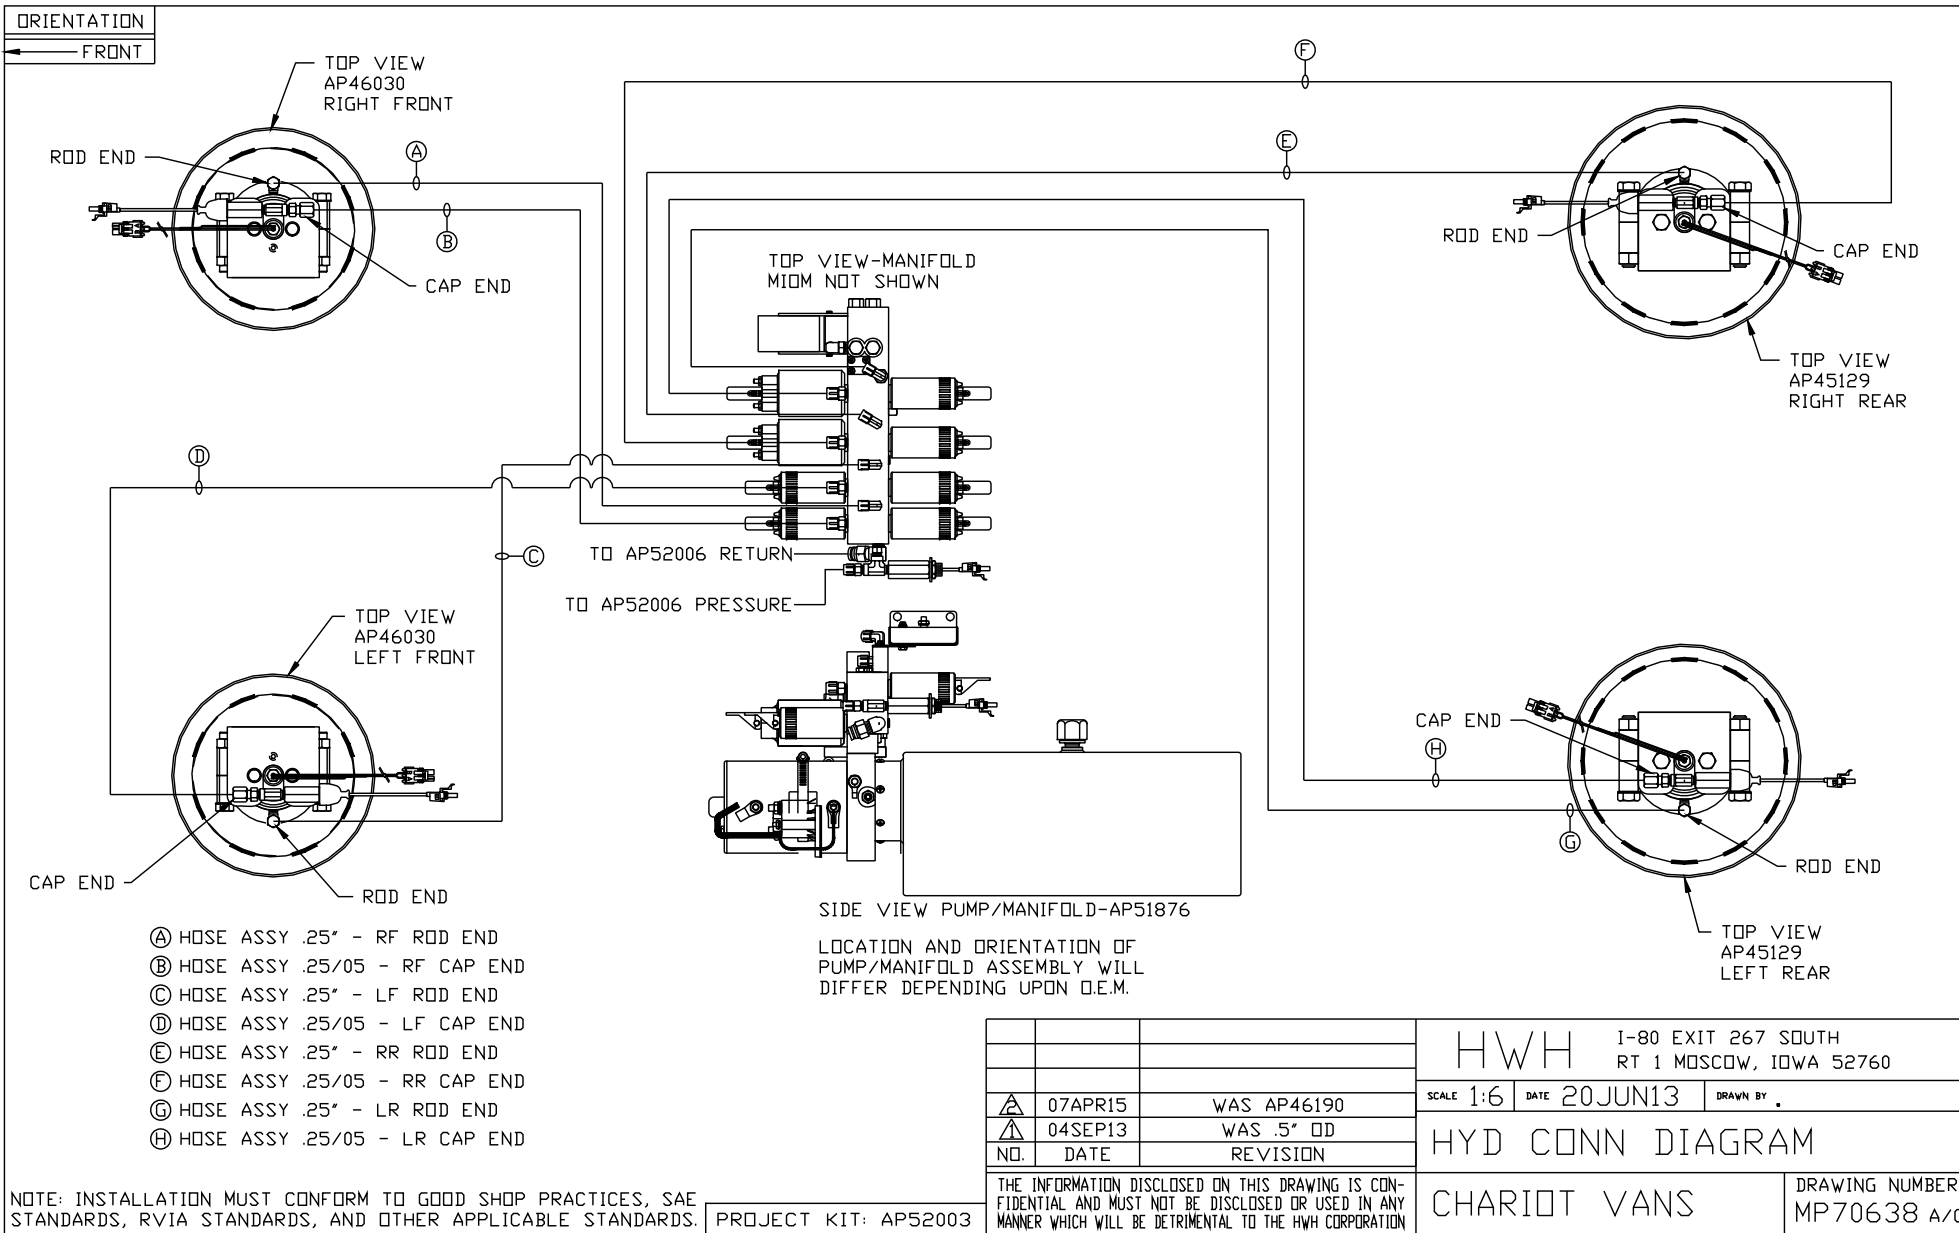 ORIENTATION
FRONT
TOP VIEW
AP46030
RIGHT FRONT
ROD END
A
B
CAP END
F
E
TOP VIEW-MANIFOLD
MIOM NOT SHOWN
ROD END
CAP END
TOP VIEW
AP45129
RIGHT REAR
D
C
TO AP52006 RETURN
TO AP52006 PRESSURE
TOP VIEW
AP46030
LEFT FRONT
CAP END
ROD END
CAP END
H
G
ROD END
TOP VIEW
AP45129
LEFT REAR
SIDE VIEW PUMP/MANIFOLD-AP51876
LOCATION AND ORIENTATION OF
PUMP/MANIFOLD ASSEMBLY WILL
DIFFER DEPENDING UPON O.E.M.
A HOSE ASSY .25" - RF ROD END
B HOSE ASSY .25/05 - RF CAP END
C HOSE ASSY .25" - LF ROD END
D HOSE ASSY .25/05 - LF CAP END
E HOSE ASSY .25" - RR ROD END
F HOSE ASSY .25/05 - RR CAP END
G HOSE ASSY .25" - LR ROD END
H HOSE ASSY .25/05 - LR CAP END
NOTE: INSTALLATION MUST CONFORM TO GOOD SHOP PRACTICES, SAE
STANDARDS, RVIA STANDARDS, AND OTHER APPLICABLE STANDARDS.
PROJECT KIT: AP52003
2 07APR15 WAS AP46190
1 04SEP13 WAS .5" OD
NO. DATE REVISION
THE INFORMATION DISCLOSED ON THIS DRAWING IS CON-
FIDENTIAL AND MUST NOT BE DISCLOSED OR USED IN ANY
MANNER WHICH WILL BE DETRIMENTAL TO THE HWH CORPORATION
HWH
I-80 EXIT 267 SOUTH
RT 1 MOSCOW, IOWA 52760
SCALE 1:6 DATE 20JUN13 DRAWN BY .
HYD CONN DIAGRAM
CHARIOT VANS
DRAWING NUMBER
MP70638